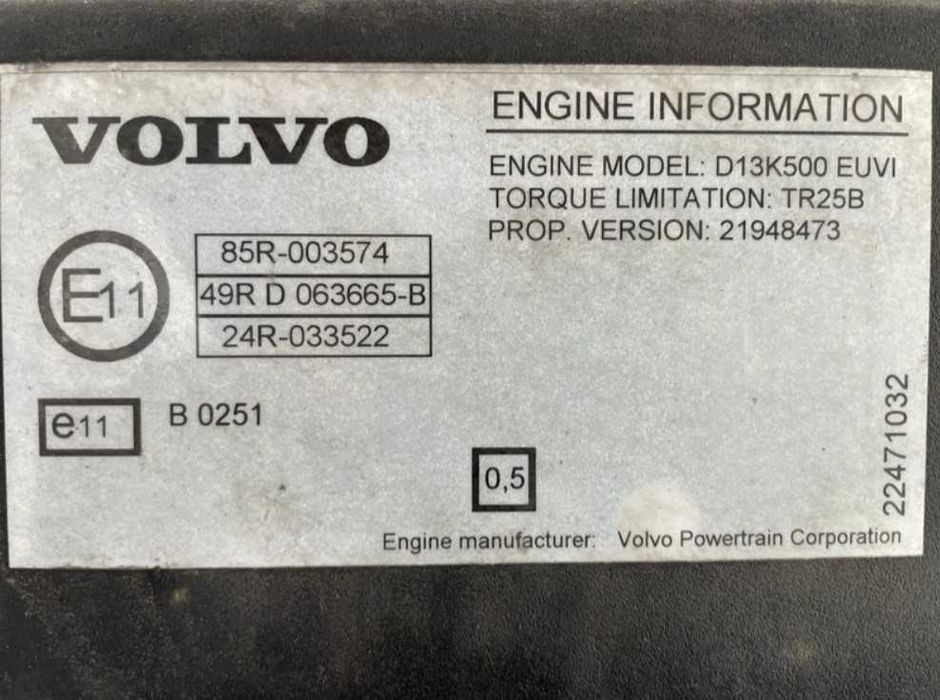 VOLVO
ENGINE INFORMATION
ENGINE MODEL: D13K500 EUVI
TORQUE LIMITATION: TR25B
PROP. VERSION: 21948473
E11
85R-003574
49R D 063665-B
24R-033522
e11
B 0251
0,5
22471032
Engine manufacturer: Volvo Powertrain Corporation